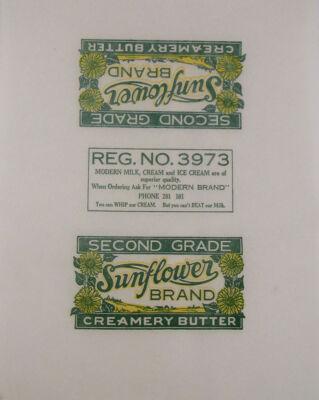 CREAMERY BUTTER
Sunflower
BRAND
SECOND GRADE
REG. NO. 3973
MODERN MILK, CREAM and ICE CREAM are of
superior quality.
When Ordering Ask For "MODERN BRAND"
PHONE 281 381
You can WHIP our CREAM. But you can't BEAT our Milk.
SECOND GRADE
Sunflower
BRAND
CREAMERY BUTTER